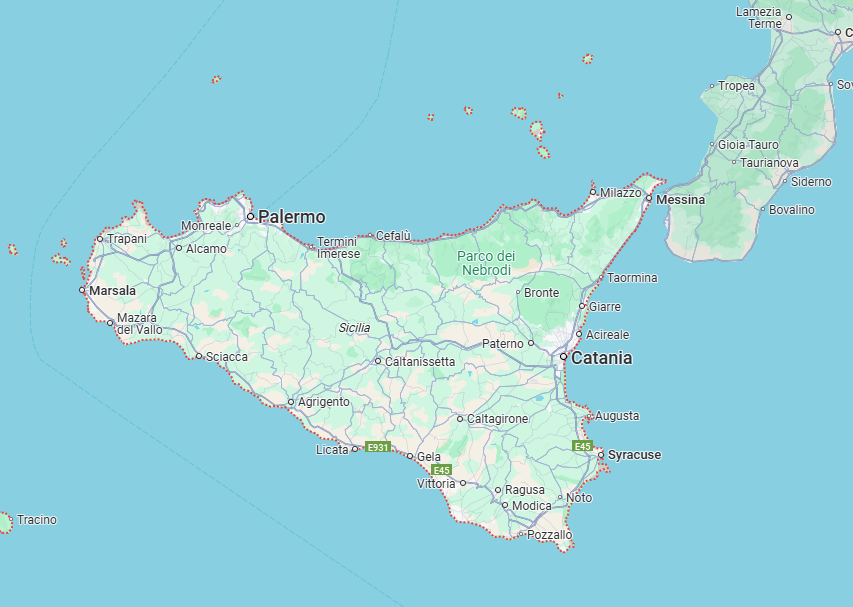 Lamezia
Terme
C
Tropea
Sov
Gioia Tauro
Taurianova
Siderno
Milazzo
Messina
Bovalino
Palermo
Monreale
Cefalù
Trapani
Termini
Imerese
Alcamo
Parco dei
Nebrodi
Taormina
Marsala
Bronte
Giarre
Mazara
del Vallo
Sicilia
Acireale
Paterno
Sciacca
Caltanissetta
Catania
Agrigento
Caltagirone
Augusta
Licata
E931
E45
Gela
Syracuse
E45
Vittoria
Ragusa
Noto
Modica
Tracino
Pozzallo